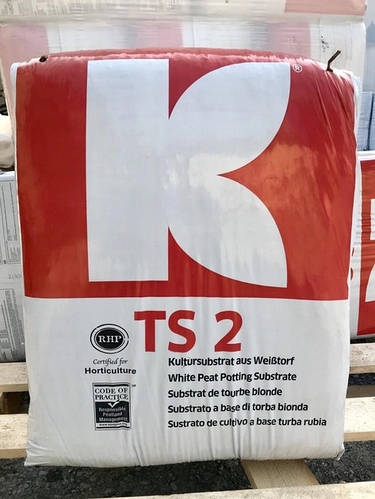 K
®
TS 2
RHP
Certified for
Horticulture
CODE OF
PRACTICE
Responsible
Peatland
Management
Kultursubstrat aus Weißtorf
White Peat Potting Substrate
Substrat de tourbe blonde
Substrato a base di torba bionda
Sustrato de cultivo a base turba rubia